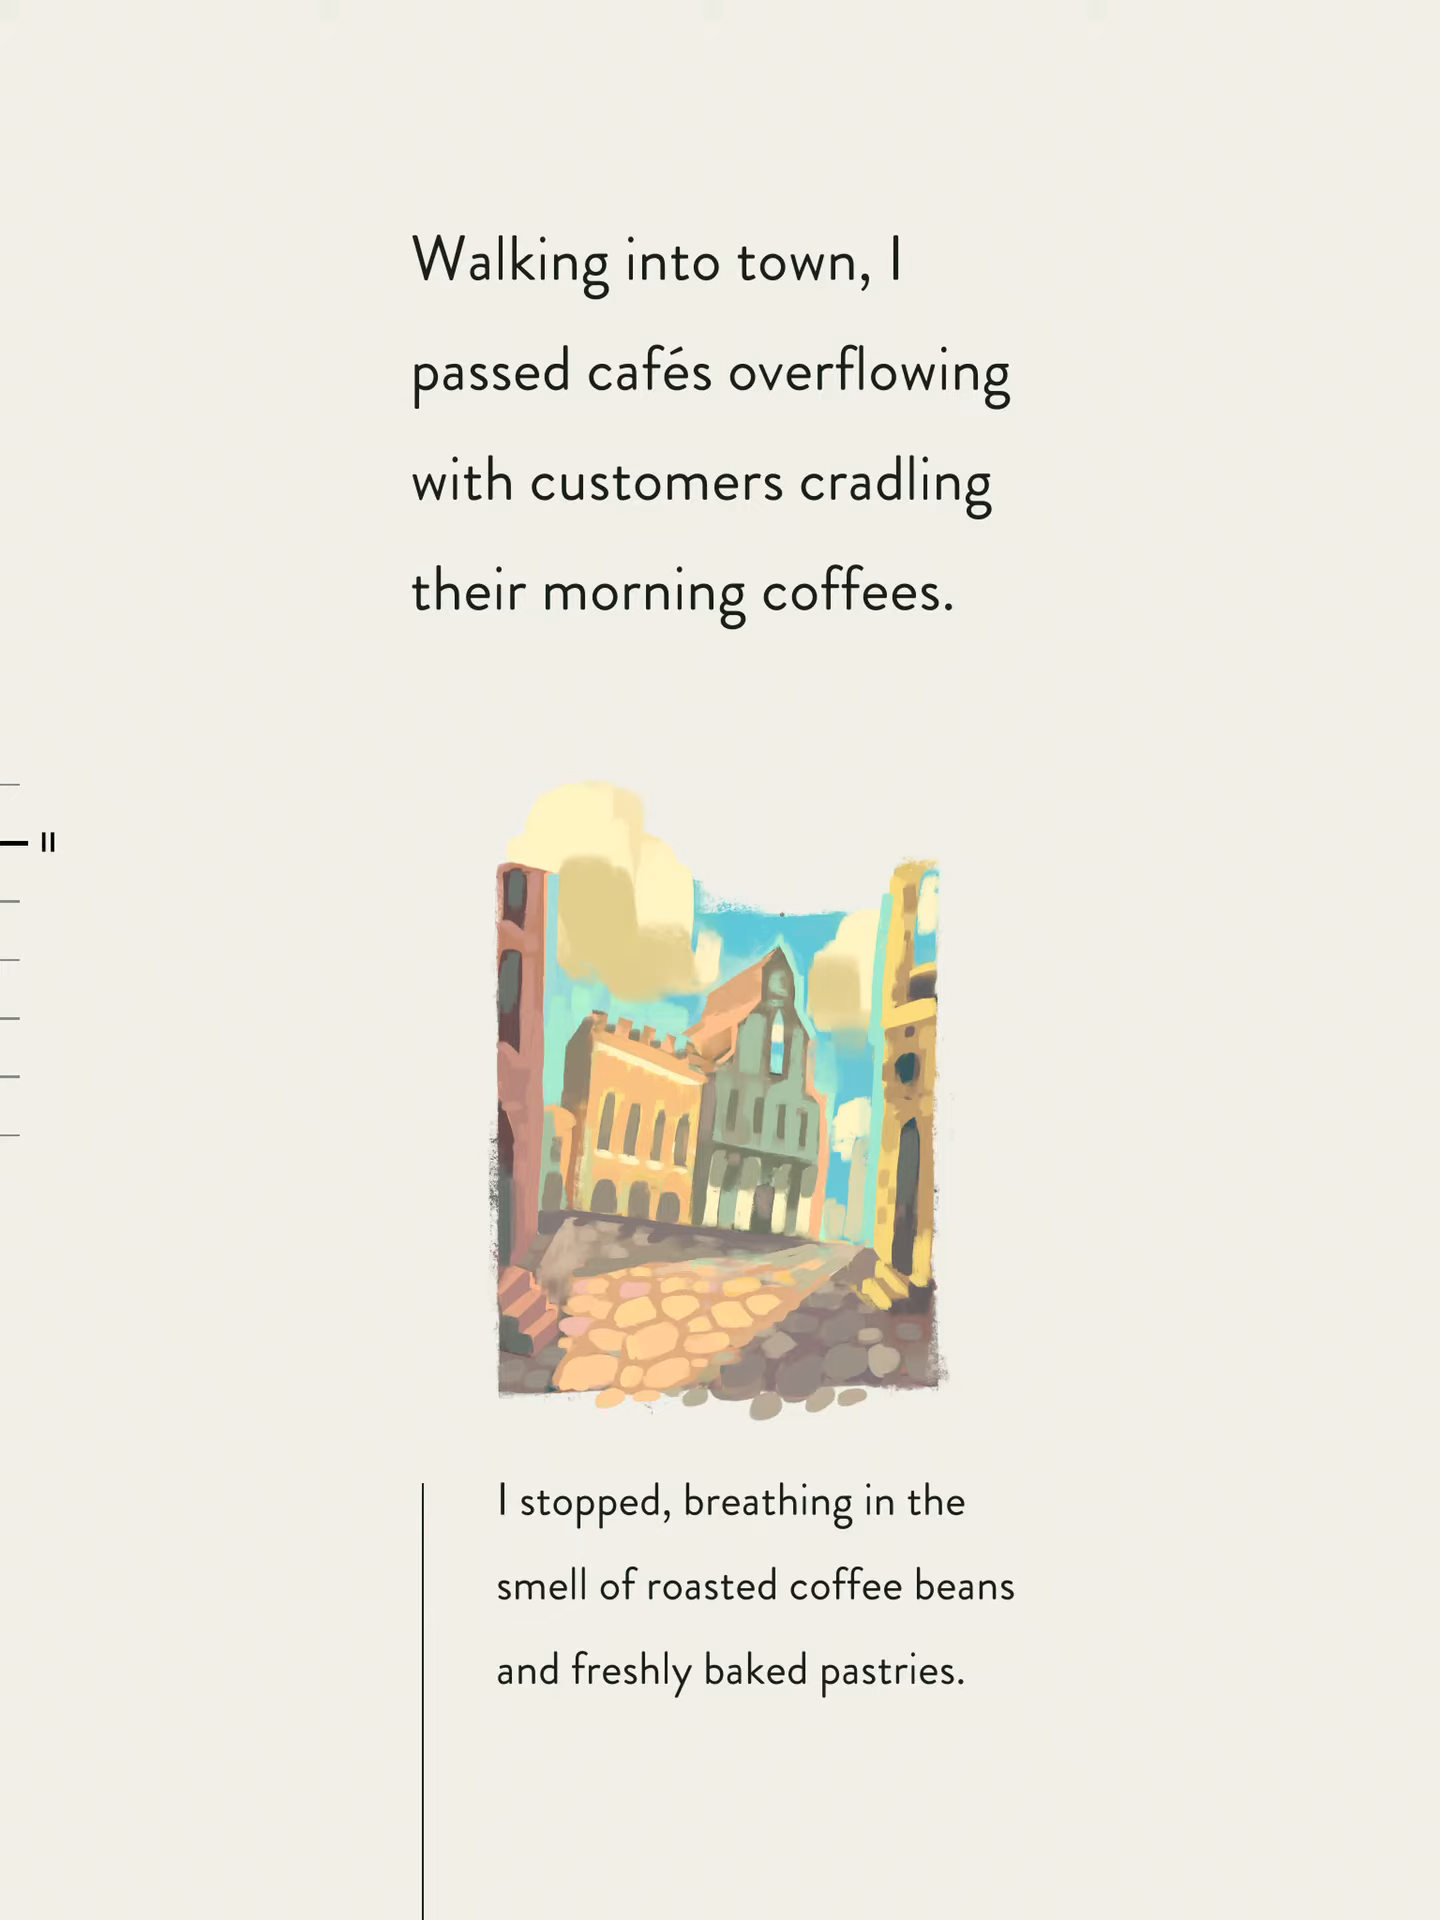 Walking into town, I
passed cafés overflowing
with customers cradling
their morning coffees.
II
I stopped, breathing in the
smell of roasted coffee beans
and freshly baked pastries.